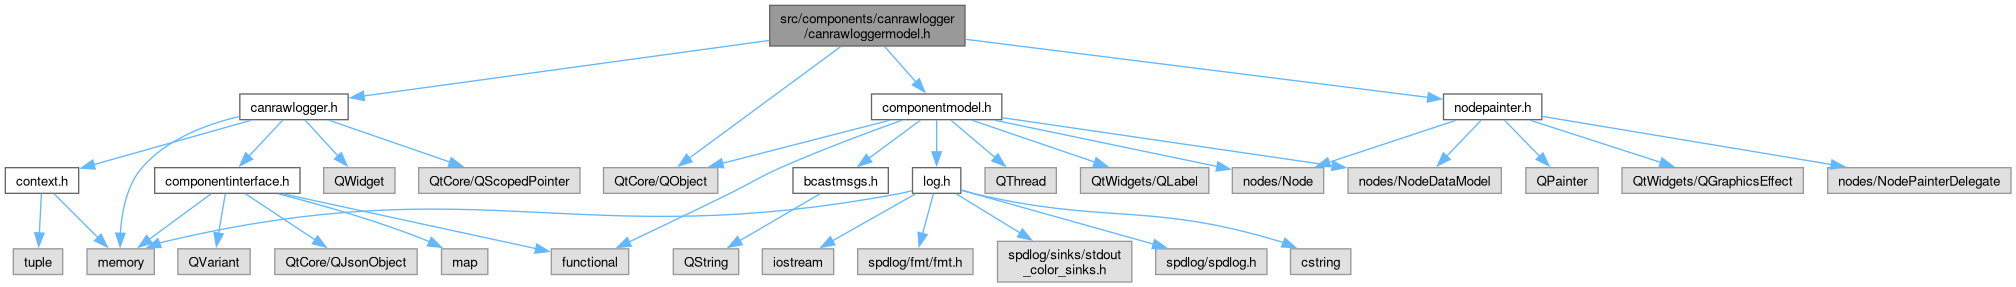 src/components/canrawlogger
/canrawloggermodel.h
canrawlogger.h
componentmodel.h
nodepainter.h
context.h
componentinterface.h
QWidget
QtCore/QScopedPointer
QtCore/QObject
bcastmsgs.h
log.h
QThread
QtWidgets/QLabel
nodes/Node
nodes/NodeDataModel
QPainter
QtWidgets/QGraphicsEffect
nodes/NodePainterDelegate
tuple
memory
QVariant
QtCore/QJsonObject
map
functional
QString
iostream
spdlog/fmt/fmt.h
spdlog/sinks/stdout
_color_sinks.h
spdlog/spdlog.h
cstring